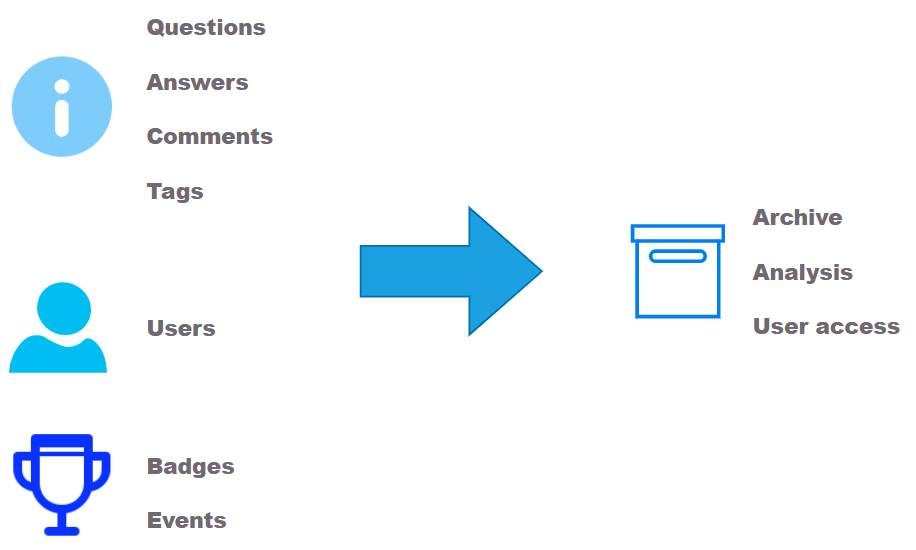 Questions
Answers
Comments
Tags
Users
Badges
Events
Archive
Analysis
User access